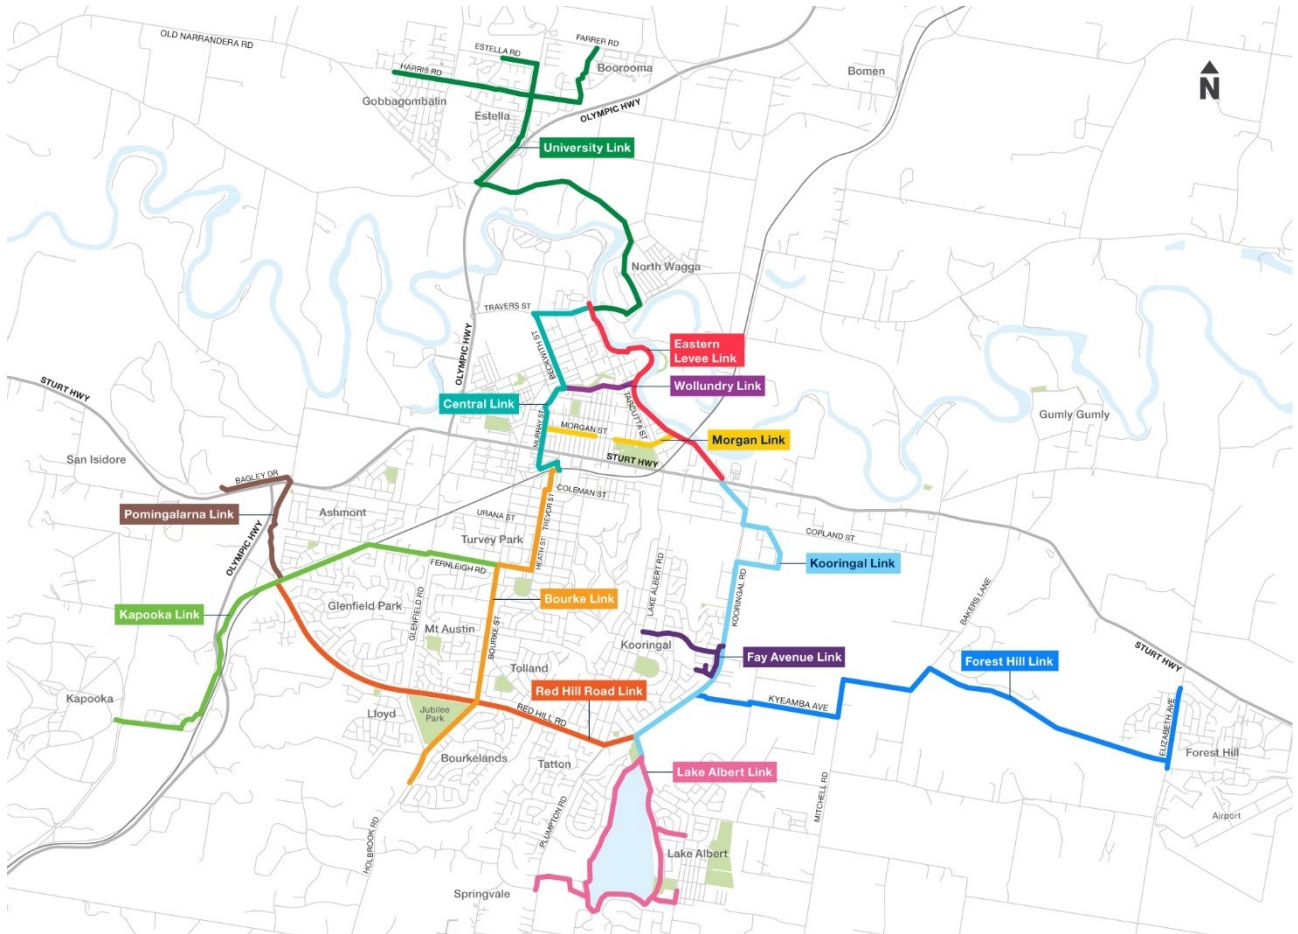 OLD NARRANDERA RD
ESTELLA RD
FARRER RD
HARRIS RD
Boorooma
Bomen
N
Gobbagombalin
Estella
OLYMPIC HWY
University Link
North Wagga
TRAVERS ST
OLYMPIC HWY
BECKWITH ST
Eastern
Levee Link
Wollundry Link
STURT HWY
Central Link
TARCUTTA ST
Gumly Gumly
MURRAY ST
MORGAN ST
Morgan Link
San Isidore
STURT HWY
BAGLEY DR
COLEMAN ST
Pomingalarna Link
Ashmont
URANA ST
TREVOR ST
Turvey Park
COPLAND ST
OLYMPIC HWY
HEATH ST
FERNLEIGH RD
Kooringal Link
LAKE ALBERT RD
KOORINGAL RD
BAKERS LANE
Kapooka Link
Glenfield Park
GLENFIELD RD
Bourke Link
Mt Austin
BOURKE ST
Kooringal
Fay Avenue Link
Forest Hill Link
STURT HWY
Tolland
Red Hill Road Link
Kapooka
KYEAMBA AVE
Lloyd
Jubilee
Park
RED HILL RD
ELIZABETH AVE
Forest Hill
Bourkelands
Tatton
Lake Albert Link
MITCHELL RD
PLUMPTON RD
Airport
HOLBROOK RD
Lake Albert
Springvale